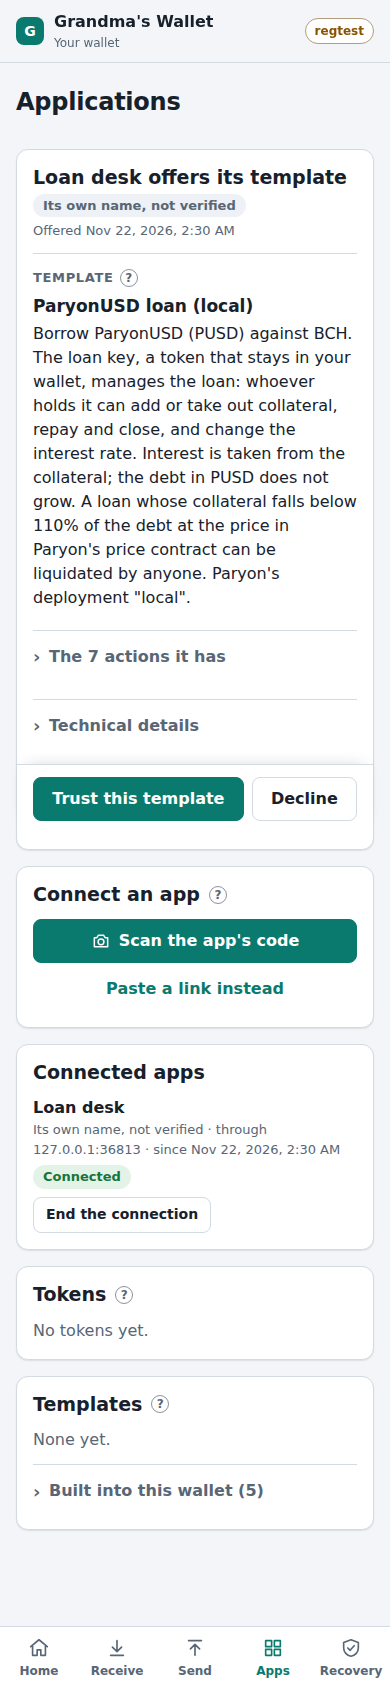 G
Grandma's Wallet
Your wallet
regtest
Applications
Loan desk offers its template
Its own name, not verified
Offered Nov 22, 2026, 2:30 AM
TEMPLATE ?
ParyonUSD loan (local)
Borrow ParyonUSD (PUSD) against BCH.
The loan key, a token that stays in your
wallet, manages the loan: whoever
holds it can add or take out collateral,
repay and close, and change the
interest rate. Interest is taken from the
collateral; the debt in PUSD does not
grow. A loan whose collateral falls below
110% of the debt at the price in
Paryon's price contract can be
liquidated by anyone. Paryon's
deployment "local".
› The 7 actions it has
› Technical details
Trust this template
Decline
Connect an app ?
Scan the app's code
Paste a link instead
Connected apps
Loan desk
Its own name, not verified · through
127.0.0.1:36813 · since Nov 22, 2026, 2:30 AM
Connected
End the connection
Tokens ?
No tokens yet.
Templates ?
None yet.
› Built into this wallet (5)
Home
Receive
Send
Apps
Recovery